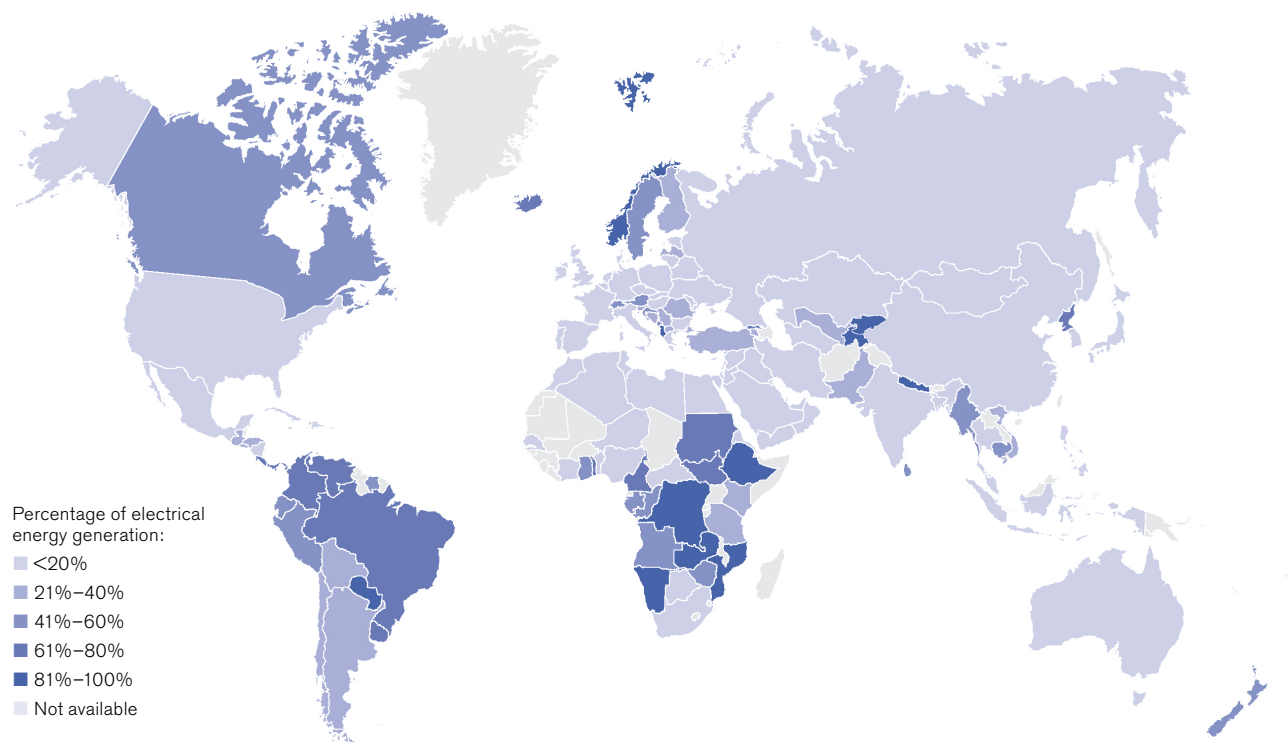 Percentage of electrical
energy generation:
<20%
21%–40%
41%–60%
61%–80%
81%–100%
Not available